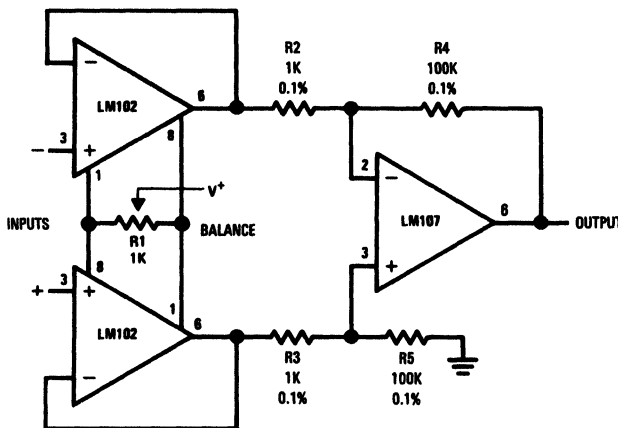 R2
1K
0.1%
R4
100K
0.1%
−
LM102
6
8
− 3 +
1
V+
INPUTS
R1
1K
BALANCE
2 −
LM107
6
OUTPUT
3 +
8
+ 3 +
1
LM102
6
−
R3
1K
0.1%
R5
100K
0.1%